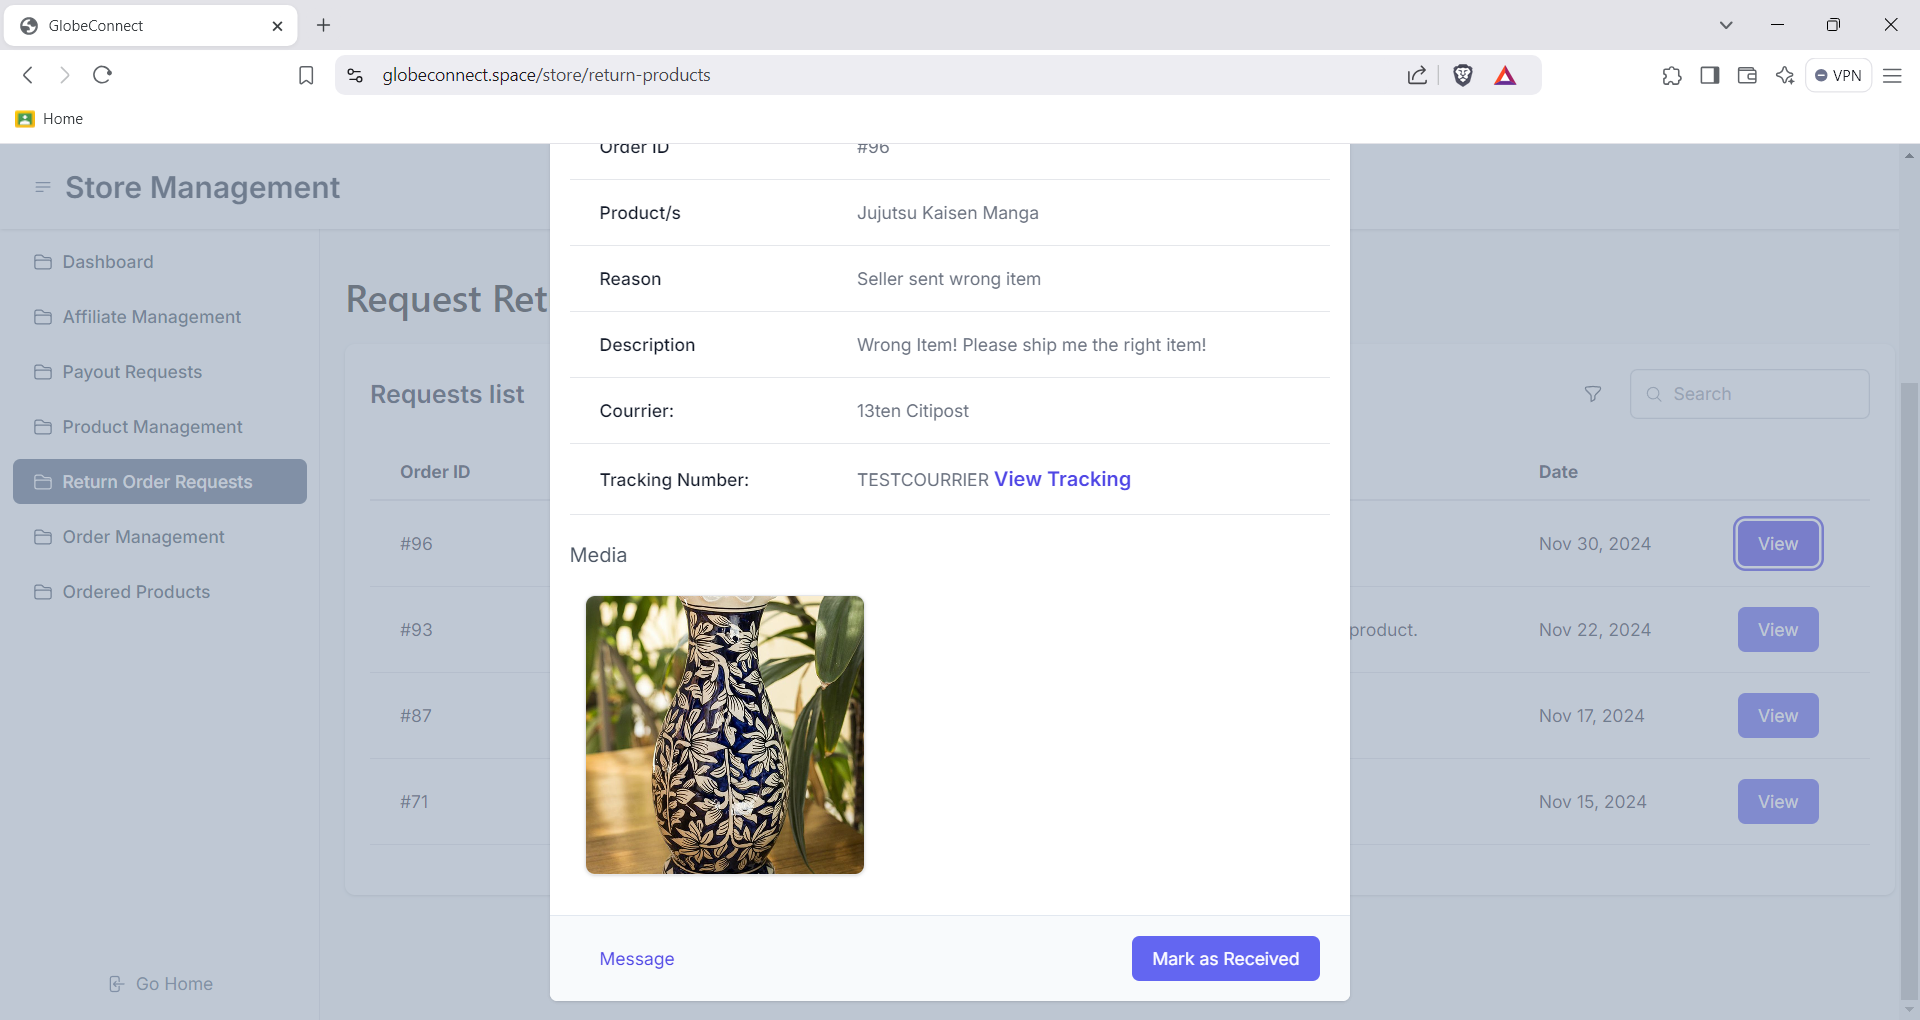 GlobeConnect
globeconnect.space/store/return-products
VPN
Home
Store Management
Dashboard
Affiliate Management
Payout Requests
Product Management
Return Order Requests
Order Management
Ordered Products
Go Home
Request Ret
Requests list
Search
Order ID
Date
#96
Nov 30, 2024
View
#93
product.
Nov 22, 2024
View
#87
Nov 17, 2024
View
#71
Nov 15, 2024
View
Order ID #96
Product/s Jujutsu Kaisen Manga
Reason Seller sent wrong item
Description Wrong Item! Please ship me the right item!
Courrier: 13ten Citipost
Tracking Number: TESTCOURRIER View Tracking
Media
Message
Mark as Received